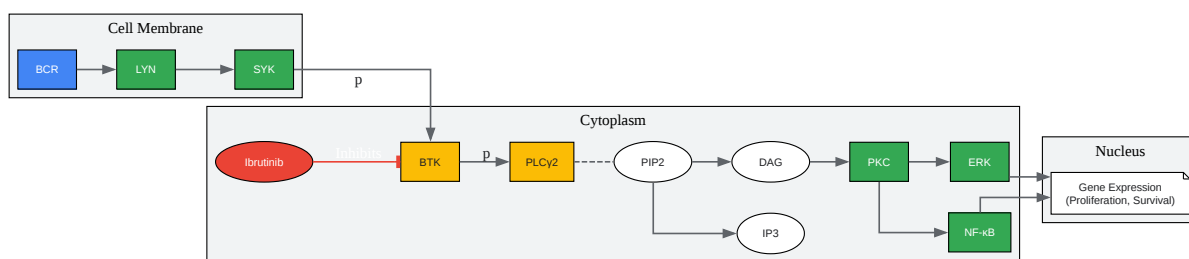 Cell Membrane
BCR
LYN
SYK
p
Cytoplasm
Ibrutinib
Inhibits
BTK
p
PLCγ2
PIP2
DAG
PKC
ERK
IP3
NF-κB
Nucleus
Gene Expression
(Proliferation, Survival)